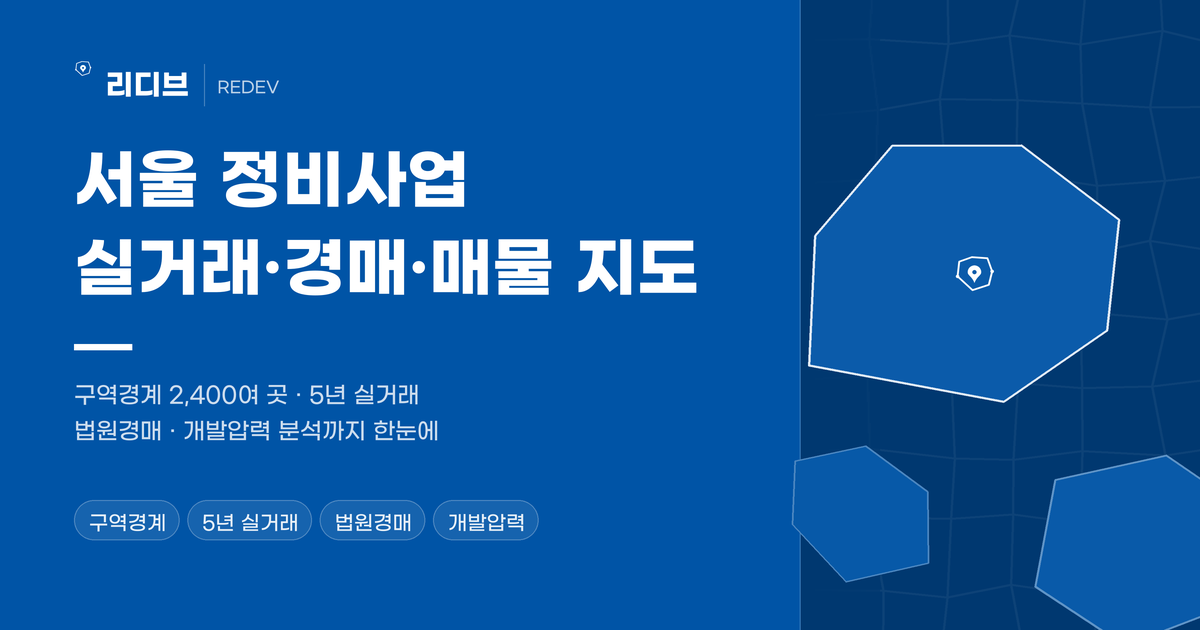 리디브 REDEV
서울 정비사업
실거래·경매·매물 지도
구역경계 2,400여 곳 · 5년 실거래
법원경매 · 개발압력 분석까지 한눈에
구역경계 5년 실거래 법원경매 개발압력